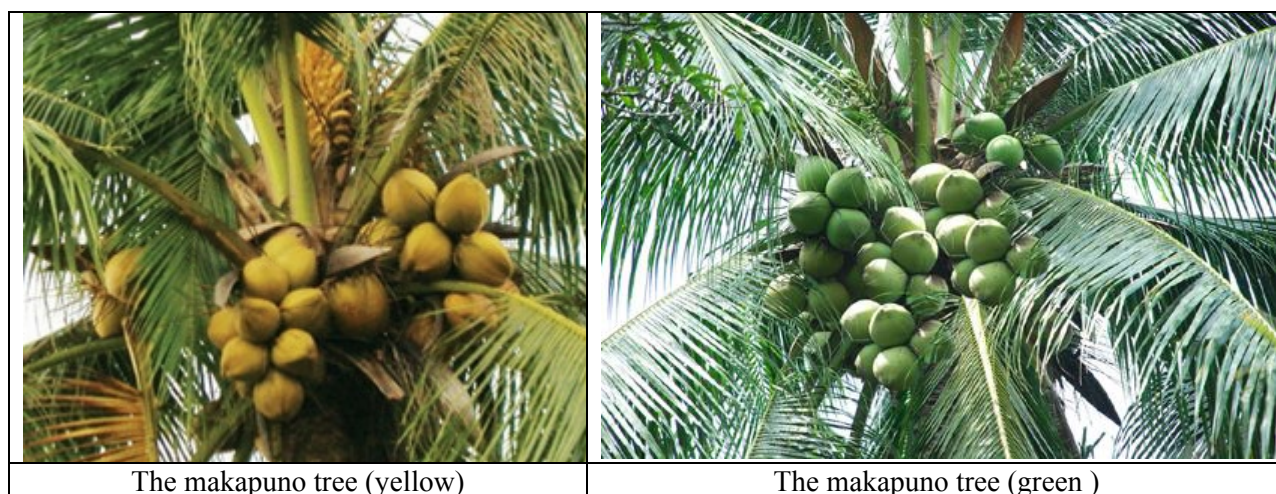 The makapuno tree (yellow)
The makapuno tree (green )